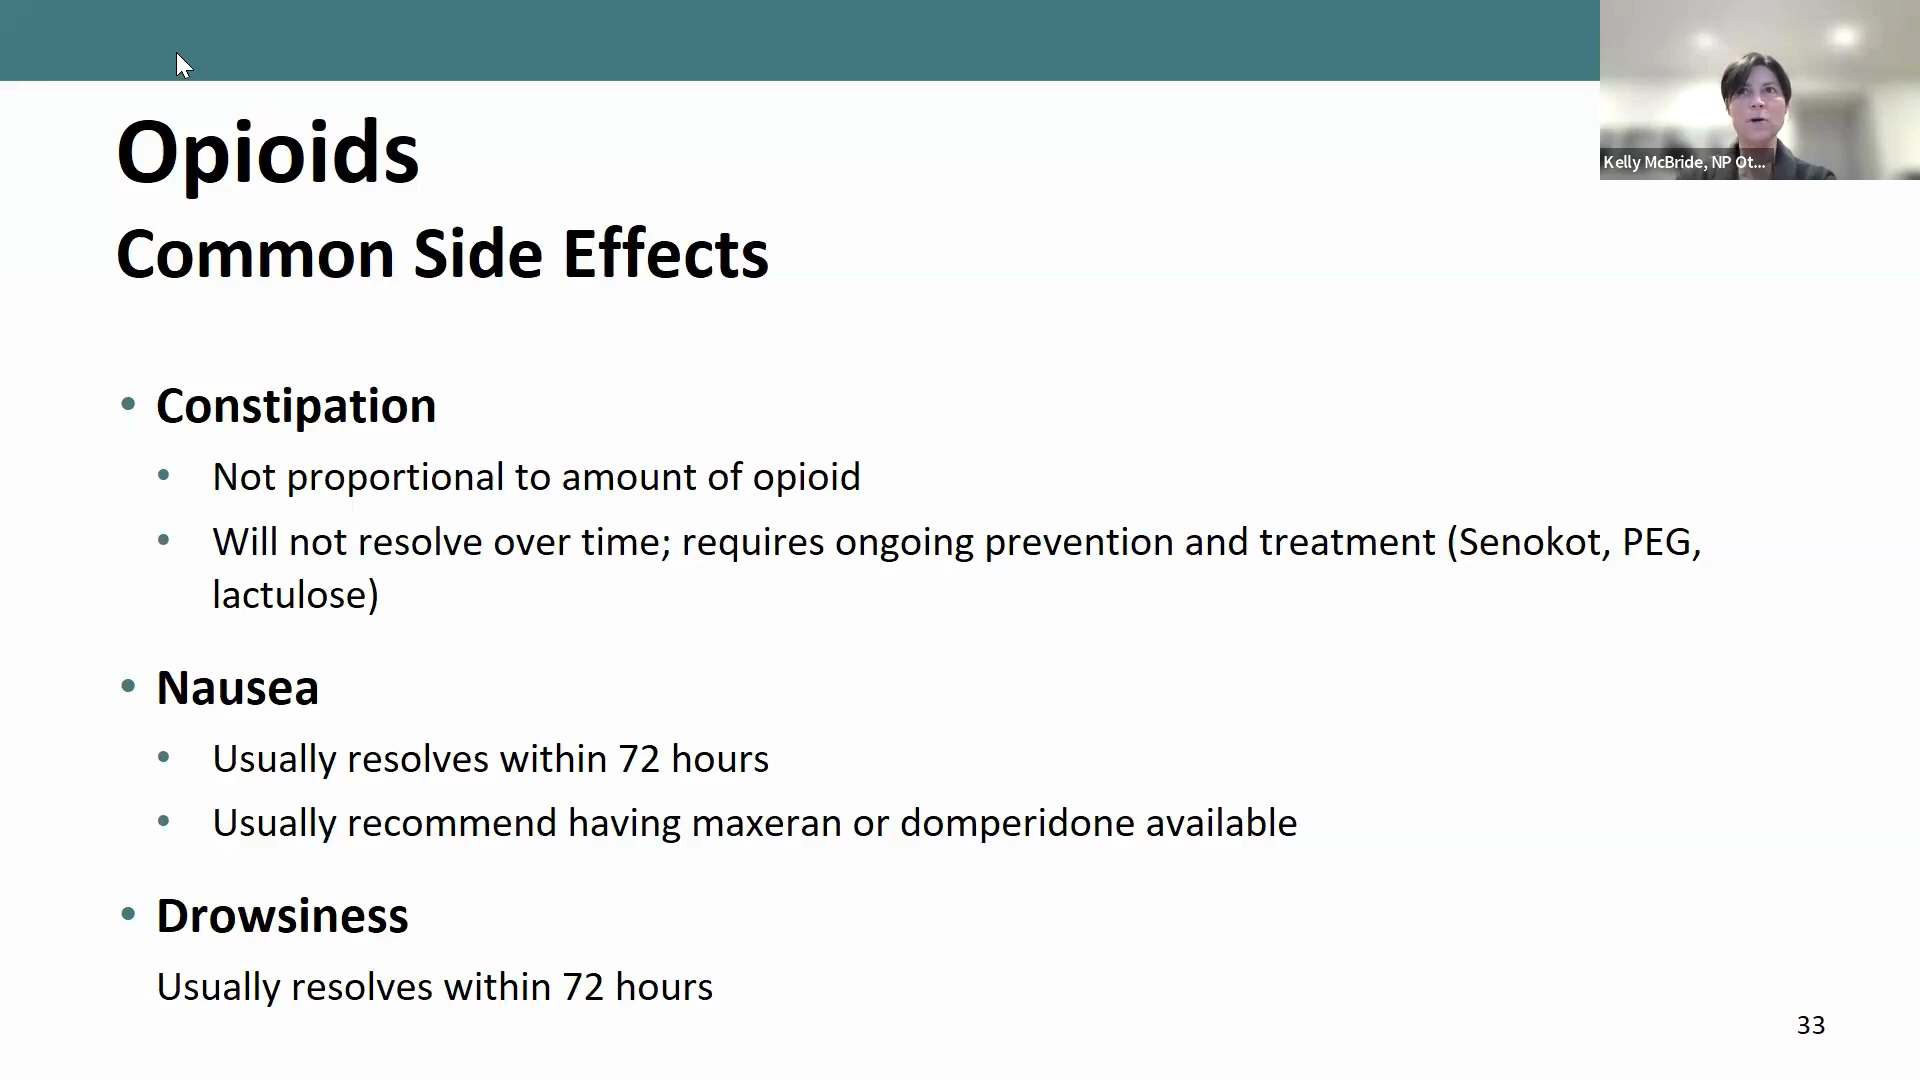 Kelly McBride, NP Ot...
Opioids
Common Side Effects
• Constipation
• Not proportional to amount of opioid
• Will not resolve over time; requires ongoing prevention and treatment (Senokot, PEG,
lactulose)
• Nausea
• Usually resolves within 72 hours
• Usually recommend having maxeran or domperidone available
• Drowsiness
Usually resolves within 72 hours
33